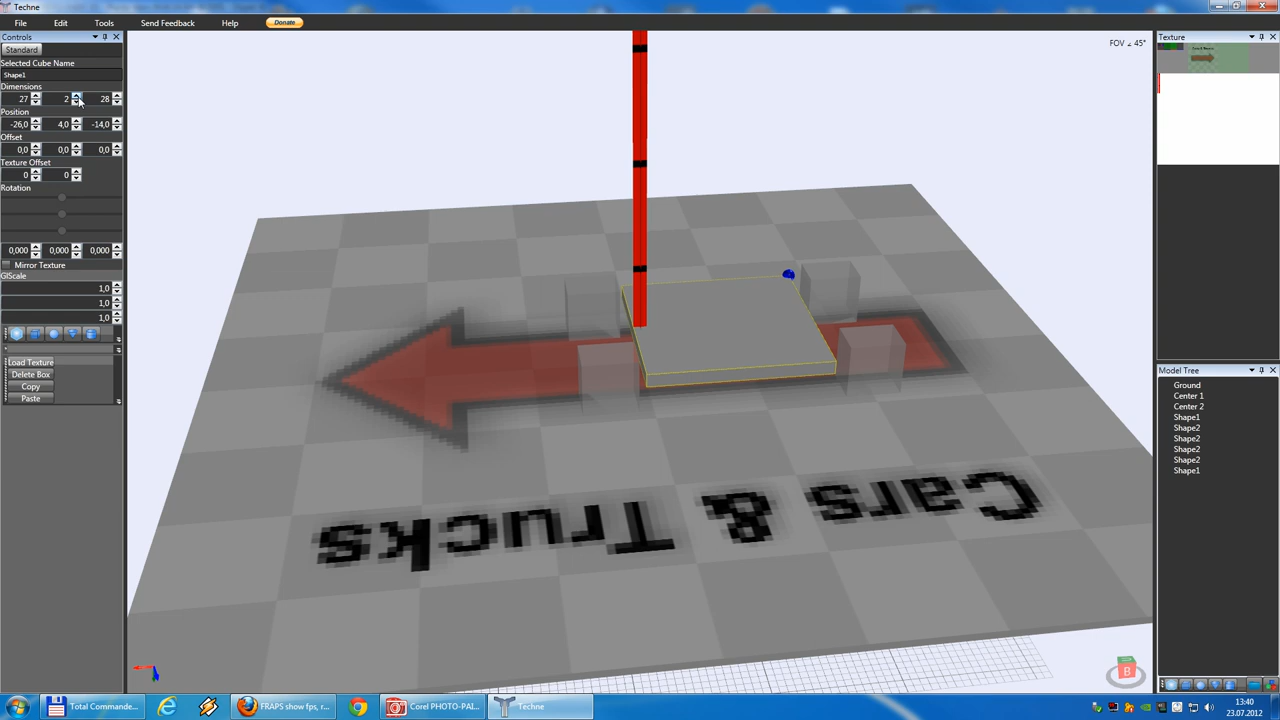 Techne
File Edit Tools Send Feedback Help Donate
Controls
Standard
Selected Cube Name
Shape1
Dimensions
27 2 28
Position
-26,0 4,0 -14,0
Offset
0,0 0,0 0,0
Texture Offset
0 0
Rotation
0,000 0,000 0,000
Mirror Texture
GlScale
1,0
1,0
1,0
Load Texture
Delete Box
Copy
Paste
FOV ∠ 45°
Cars & Trucks
B
Texture
Model Tree
Ground
Center 1
Center 2
Shape1
Shape2
Shape2
Shape2
Shape2
Shape1
Total Commande...
FRAPS show fps, r...
Corel PHOTO-PAI...
Techne
13:40
23.07.2012